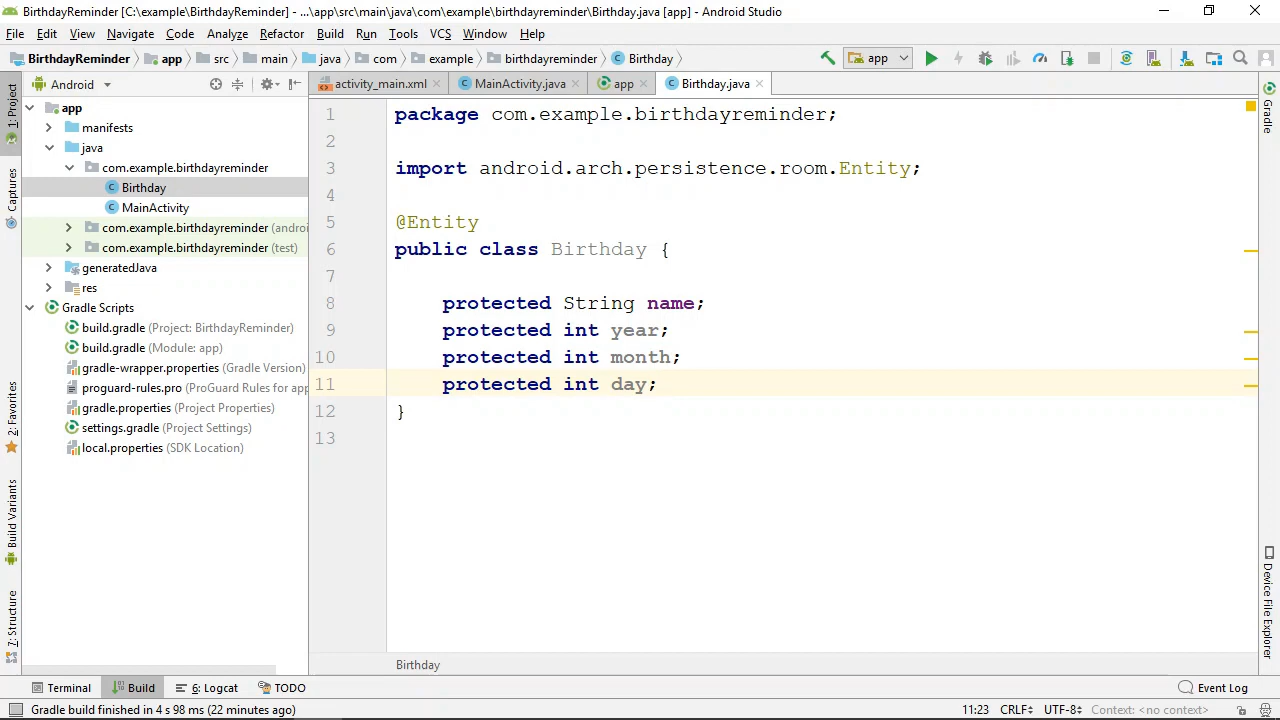 BirthdayReminder [C:\example\BirthdayReminder] - ...\app\src\main\java\com\example\birthdayreminder\Birthday.java [app] - Android Studio
File Edit View Navigate Code Analyze Refactor Build Run Tools VCS Window Help
BirthdayReminder app src main java com example birthdayreminder Birthday app
1: Project
Captures
2: Favorites
Build Variants
7: Structure
Android
app
manifests
java
com.example.birthdayreminder
Birthday
MainActivity
com.example.birthdayreminder (androi
com.example.birthdayreminder (test)
generatedJava
res
Gradle Scripts
build.gradle (Project: BirthdayReminder)
build.gradle (Module: app)
gradle-wrapper.properties (Gradle Version)
proguard-rules.pro (ProGuard Rules for app
gradle.properties (Project Properties)
settings.gradle (Project Settings)
local.properties (SDK Location)
activity_main.xml MainActivity.java app Birthday.java
1 package com.example.birthdayreminder;
2
3 import android.arch.persistence.room.Entity;
4
5 @Entity
6 public class Birthday {
7
8 protected String name;
9 protected int year;
10 protected int month;
11 protected int day;
12 }
13
Birthday
Gradle
Device File Explorer
Terminal Build 6: Logcat TODO Event Log
Gradle build finished in 4 s 98 ms (22 minutes ago) 11:23 CRLF UTF-8 Context: <no context>